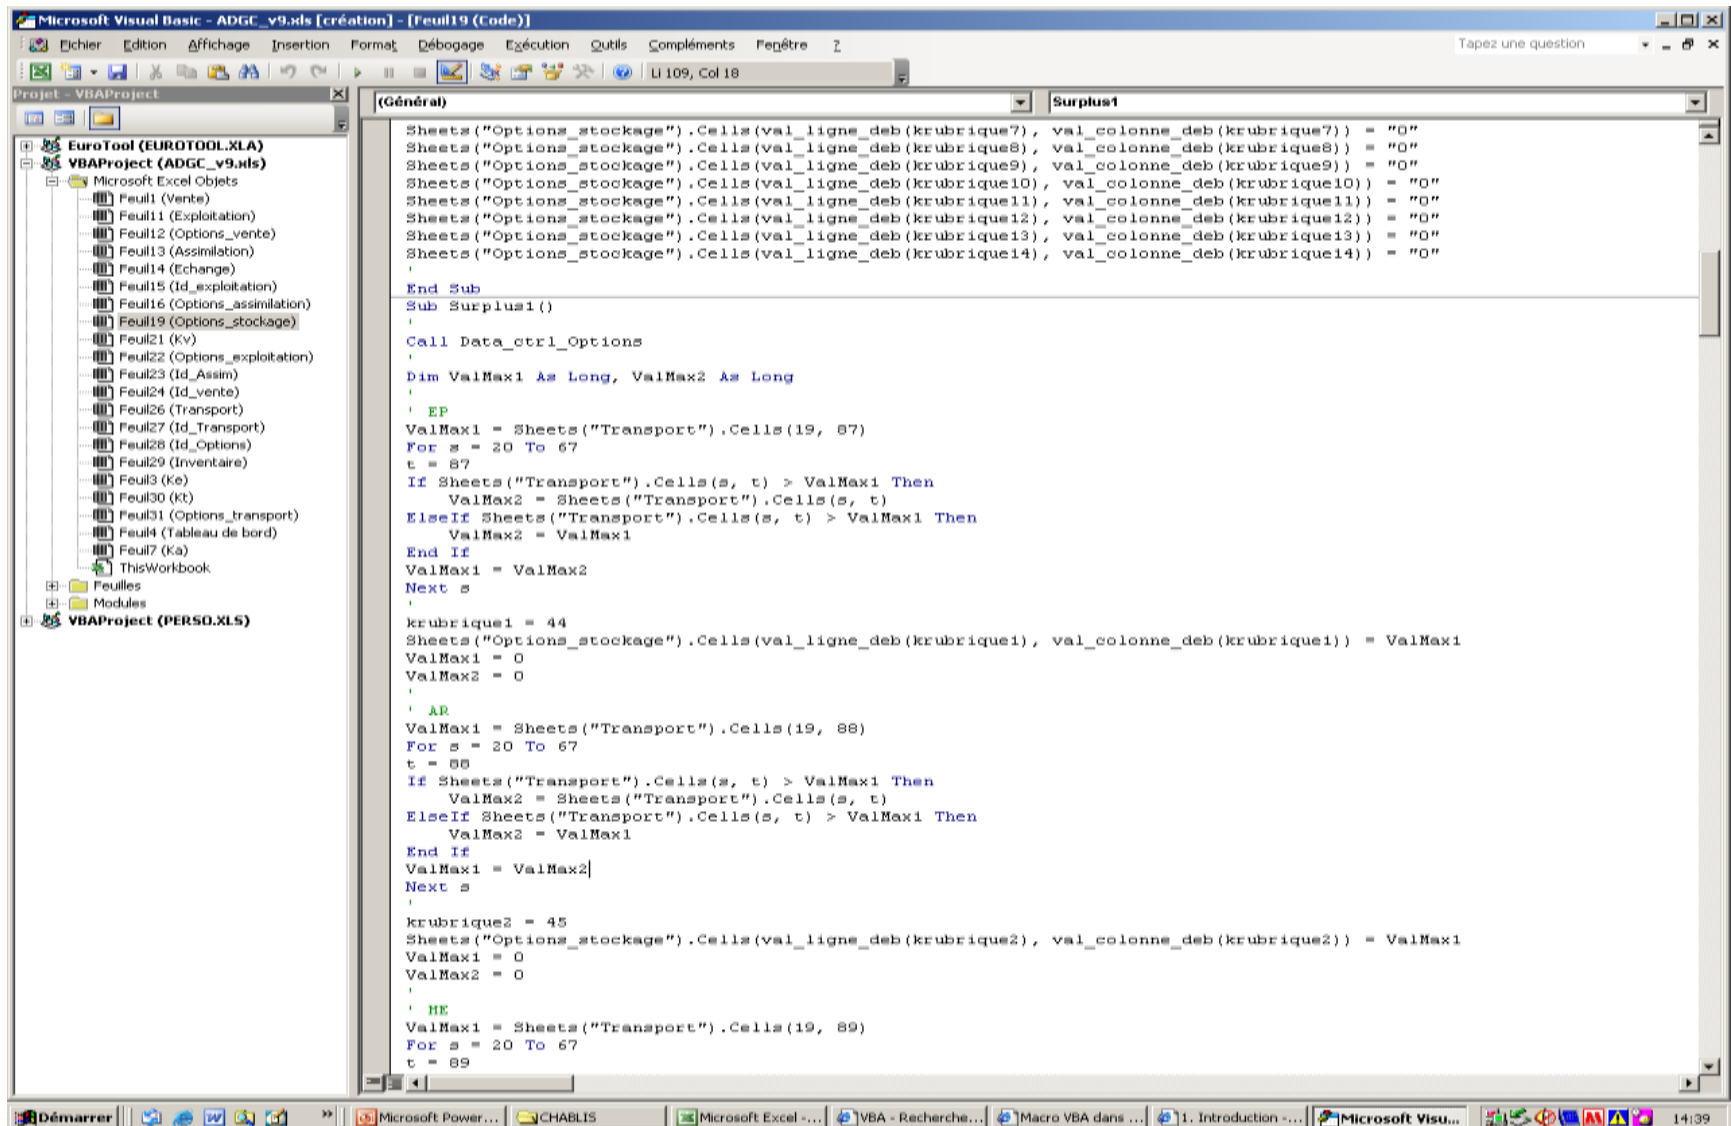 Microsoft Visual Basic - ADGC_v9.xls [création] - [Feuil19 (Code)]
Fichier Edition Affichage Insertion Format Débogage Exécution Outils Compléments Fenêtre ? Tapez une question
Li 109, Col 18
Projet - VBAProject
(Général) Surplus1
EuroTool (EUROTOOL.XLA)
VBAProject (ADGC_v9.xls)
Microsoft Excel Objets
Feuil1 (Vente)
Feuil11 (Exploitation)
Feuil12 (Options_vente)
Feuil13 (Assimilation)
Feuil14 (Echange)
Feuil15 (Id_exploitation)
Feuil16 (Options_assimilation)
Feuil19 (Options_stockage)
Feuil21 (Kv)
Feuil22 (Options_exploitation)
Feuil23 (Id_Assim)
Feuil24 (Id_vente)
Feuil26 (Transport)
Feuil27 (Id_Transport)
Feuil28 (Id_Options)
Feuil29 (Inventaire)
Feuil3 (Ke)
Feuil30 (Kt)
Feuil31 (Options_transport)
Feuil4 (Tableau de bord)
Feuil7 (Ka)
ThisWorkbook
Feuilles
Modules
VBAProject (PERSO.XLS)
Sheets("Options_stockage").Cells(val_ligne_deb(krubrique7), val_colonne_deb(krubrique7)) = "0"
Sheets("Options_stockage").Cells(val_ligne_deb(krubrique8), val_colonne_deb(krubrique8)) = "0"
Sheets("Options_stockage").Cells(val_ligne_deb(krubrique9), val_colonne_deb(krubrique9)) = "0"
Sheets("Options_stockage").Cells(val_ligne_deb(krubrique10), val_colonne_deb(krubrique10)) = "0"
Sheets("Options_stockage").Cells(val_ligne_deb(krubrique11), val_colonne_deb(krubrique11)) = "0"
Sheets("Options_stockage").Cells(val_ligne_deb(krubrique12), val_colonne_deb(krubrique12)) = "0"
Sheets("Options_stockage").Cells(val_ligne_deb(krubrique13), val_colonne_deb(krubrique13)) = "0"
Sheets("Options_stockage").Cells(val_ligne_deb(krubrique14), val_colonne_deb(krubrique14)) = "0"
'
End Sub
Sub Surplus1()
'
Call Data_ctrl_Options
'
Dim ValMax1 As Long, ValMax2 As Long
'
' EP
ValMax1 = Sheets("Transport").Cells(19, 87)
For s = 20 To 67
t = 87
If Sheets("Transport").Cells(s, t) > ValMax1 Then
ValMax2 = Sheets("Transport").Cells(s, t)
ElseIf Sheets("Transport").Cells(s, t) > ValMax1 Then
ValMax2 = ValMax1
End If
ValMax1 = ValMax2
Next s
'
krubrique1 = 44
Sheets("Options_stockage").Cells(val_ligne_deb(krubrique1), val_colonne_deb(krubrique1)) = ValMax1
ValMax1 = 0
ValMax2 = 0
'
' AR
ValMax1 = Sheets("Transport").Cells(19, 88)
For s = 20 To 67
t = 88
If Sheets("Transport").Cells(s, t) > ValMax1 Then
ValMax2 = Sheets("Transport").Cells(s, t)
ElseIf Sheets("Transport").Cells(s, t) > ValMax1 Then
ValMax2 = ValMax1
End If
ValMax1 = ValMax2
Next s
'
krubrique2 = 45
Sheets("Options_stockage").Cells(val_ligne_deb(krubrique2), val_colonne_deb(krubrique2)) = ValMax1
ValMax1 = 0
ValMax2 = 0
'
' ME
ValMax1 = Sheets("Transport").Cells(19, 89)
For s = 20 To 67
t = 89
Démarrer » Microsoft Power... CHABLIS Microsoft Excel -... VBA - Recherche... Macro VBA dans ... 1. Introduction -... Microsoft Visu... 14:39